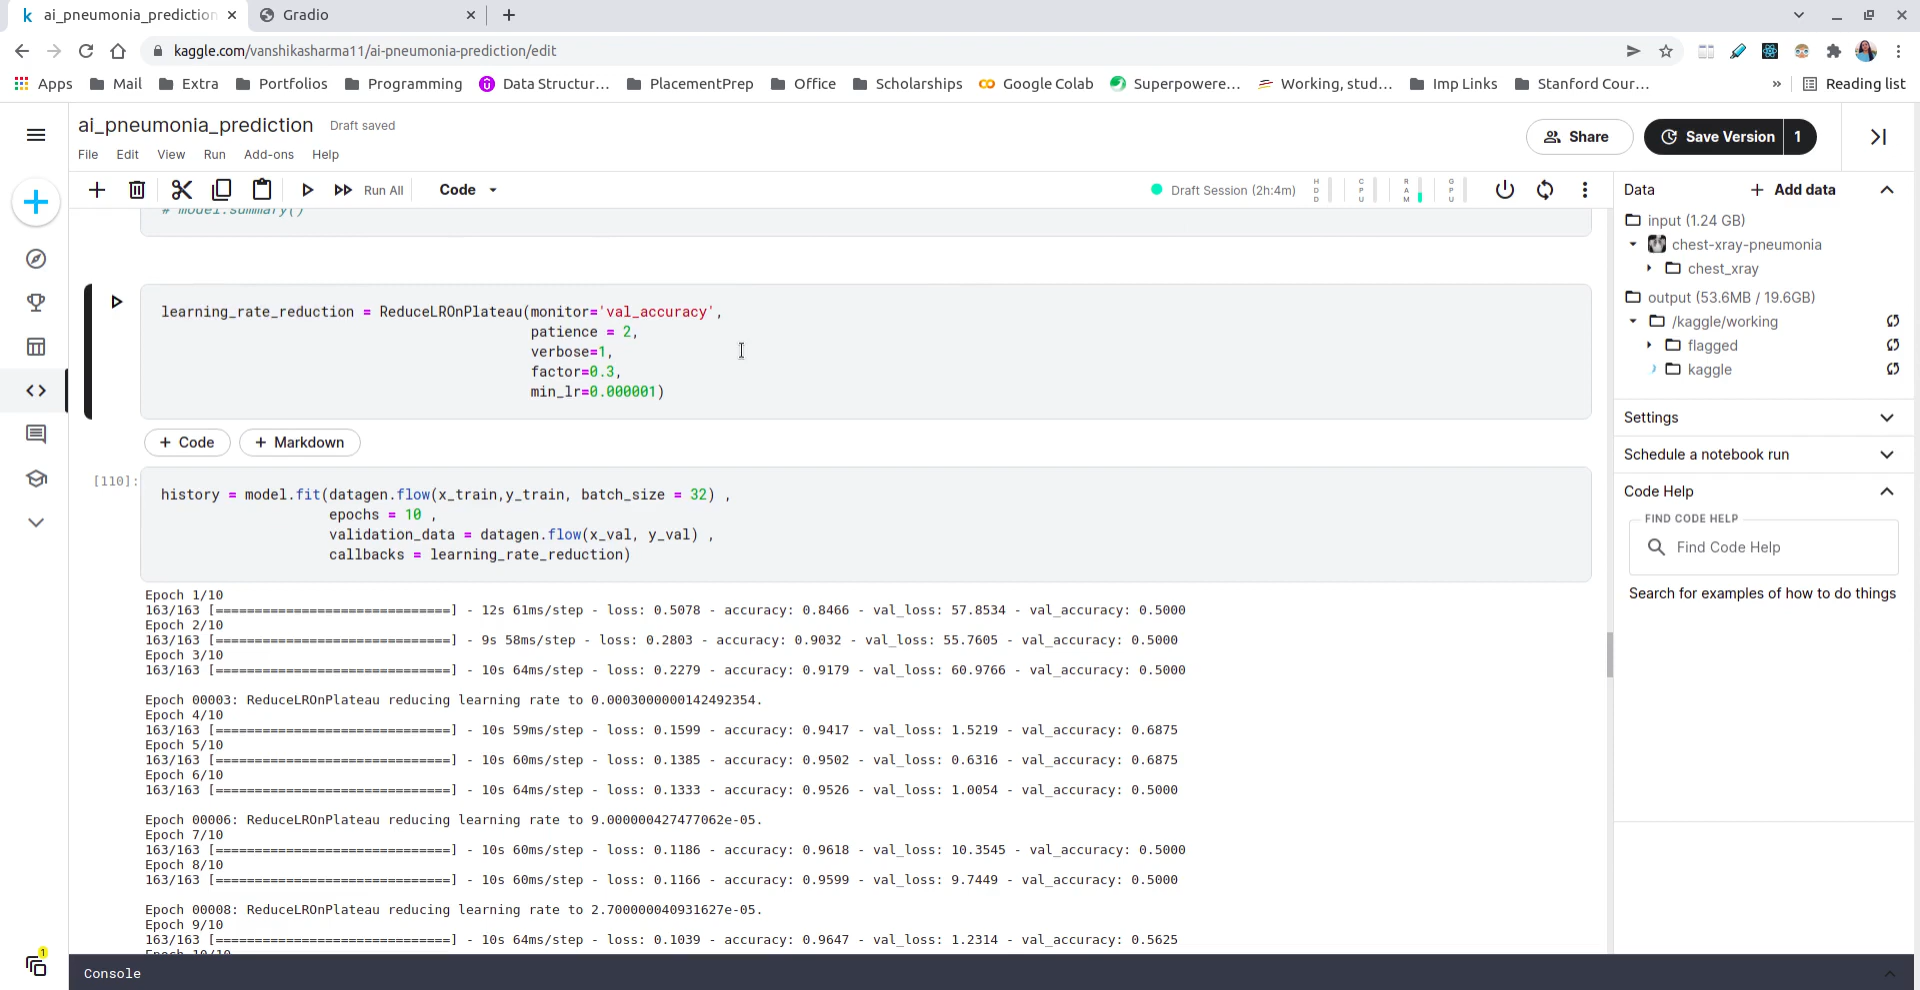 ai_pneumonia_prediction
Gradio
kaggle.com/vanshikasharma11/ai-pneumonia-prediction/edit
Apps Mail Extra Portfolios Programming Data Structur... PlacementPrep Office Scholarships Google Colab Superpowere... Working, stud... Imp Links Stanford Cour... » Reading list
ai_pneumonia_prediction Draft saved
File Edit View Run Add-ons Help
Share
Save Version 1
Run All Code
Draft Session (2h:4m) HDD CPU RAM GPU
# model.summary()
learning_rate_reduction = ReduceLROnPlateau(monitor='val_accuracy',
patience = 2,
verbose=1,
factor=0.3,
min_lr=0.000001)
+ Code + Markdown
[110]:
history = model.fit(datagen.flow(x_train,y_train, batch_size = 32) ,
epochs = 10 ,
validation_data = datagen.flow(x_val, y_val) ,
callbacks = learning_rate_reduction)
Epoch 1/10
163/163 [==============================] - 12s 61ms/step - loss: 0.5078 - accuracy: 0.8466 - val_loss: 57.8534 - val_accuracy: 0.5000
Epoch 2/10
163/163 [==============================] - 9s 58ms/step - loss: 0.2803 - accuracy: 0.9032 - val_loss: 55.7605 - val_accuracy: 0.5000
Epoch 3/10
163/163 [==============================] - 10s 64ms/step - loss: 0.2279 - accuracy: 0.9179 - val_loss: 60.9766 - val_accuracy: 0.5000
Epoch 00003: ReduceLROnPlateau reducing learning rate to 0.0003000000142492354.
Epoch 4/10
163/163 [==============================] - 10s 59ms/step - loss: 0.1599 - accuracy: 0.9417 - val_loss: 1.5219 - val_accuracy: 0.6875
Epoch 5/10
163/163 [==============================] - 10s 60ms/step - loss: 0.1385 - accuracy: 0.9502 - val_loss: 0.6316 - val_accuracy: 0.6875
Epoch 6/10
163/163 [==============================] - 10s 64ms/step - loss: 0.1333 - accuracy: 0.9526 - val_loss: 1.0054 - val_accuracy: 0.5000
Epoch 00006: ReduceLROnPlateau reducing learning rate to 9.000000427477062e-05.
Epoch 7/10
163/163 [==============================] - 10s 60ms/step - loss: 0.1186 - accuracy: 0.9618 - val_loss: 10.3545 - val_accuracy: 0.5000
Epoch 8/10
163/163 [==============================] - 10s 60ms/step - loss: 0.1166 - accuracy: 0.9599 - val_loss: 9.7449 - val_accuracy: 0.5000
Epoch 00008: ReduceLROnPlateau reducing learning rate to 2.700000040931627e-05.
Epoch 9/10
163/163 [==============================] - 10s 64ms/step - loss: 0.1039 - accuracy: 0.9647 - val_loss: 1.2314 - val_accuracy: 0.5625
Epoch 10/10
Console
1
Data + Add data
input (1.24 GB)
chest-xray-pneumonia
chest_xray
output (53.6MB / 19.6GB)
/kaggle/working
flagged
kaggle
Settings
Schedule a notebook run
Code Help
FIND CODE HELP
Find Code Help
Search for examples of how to do things